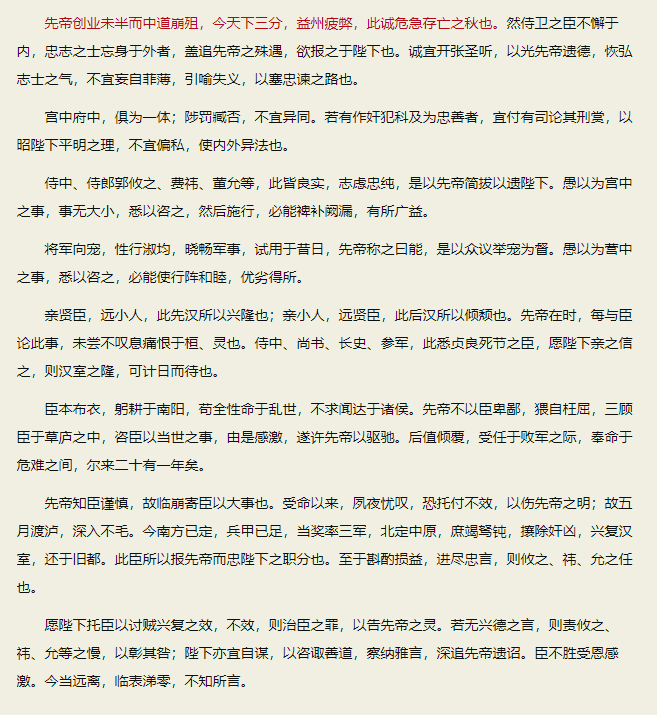 先帝创业未半而中道崩殂，今天下三分，益州疲弊，此诚危急存亡之秋也。然侍卫之臣不懈于
内，忠志之士忘身于外者，盖追先帝之殊遇，欲报之于陛下也。诚宜开张圣听，以光先帝遗德，恢弘
志士之气，不宜妄自菲薄，引喻失义，以塞忠谏之路也。
宫中府中，俱为一体；陟罚臧否，不宜异同。若有作奸犯科及为忠善者，宜付有司论其刑赏，以
昭陛下平明之理，不宜偏私，使内外异法也。
侍中、侍郎郭攸之、费祎、董允等，此皆良实，志虑忠纯，是以先帝简拔以遗陛下。愚以为宫中
之事，事无大小，悉以咨之，然后施行，必能裨补阙漏，有所广益。
将军向宠，性行淑均，晓畅军事，试用于昔日，先帝称之曰能，是以众议举宠为督。愚以为营中
之事，悉以咨之，必能使行阵和睦，优劣得所。
亲贤臣，远小人，此先汉所以兴隆也；亲小人，远贤臣，此后汉所以倾颓也。先帝在时，每与臣
论此事，未尝不叹息痛恨于桓、灵也。侍中、尚书、长史、参军，此悉贞良死节之臣，愿陛下亲之信
之，则汉室之隆，可计日而待也。
臣本布衣，躬耕于南阳，苟全性命于乱世，不求闻达于诸侯。先帝不以臣卑鄙，猥自枉屈，三顾
臣于草庐之中，咨臣以当世之事，由是感激，遂许先帝以驱驰。后值倾覆，受任于败军之际，奉命于
危难之间，尔来二十有一年矣。
先帝知臣谨慎，故临崩寄臣以大事也。受命以来，夙夜忧叹，恐托付不效，以伤先帝之明；故五
月渡泸，深入不毛。今南方已定，兵甲已足，当奖率三军，北定中原，庶竭驽钝，攘除奸凶，兴复汉
室，还于旧都。此臣所以报先帝而忠陛下之职分也。至于斟酌损益，进尽忠言，则攸之、祎、允之任
也。
愿陛下托臣以讨贼兴复之效，不效，则治臣之罪，以告先帝之灵。若无兴德之言，则责攸之、
祎、允等之慢，以彰其咎；陛下亦宜自谋，以咨诹善道，察纳雅言，深追先帝遗诏。臣不胜受恩感
激。今当远离，临表涕零，不知所言。